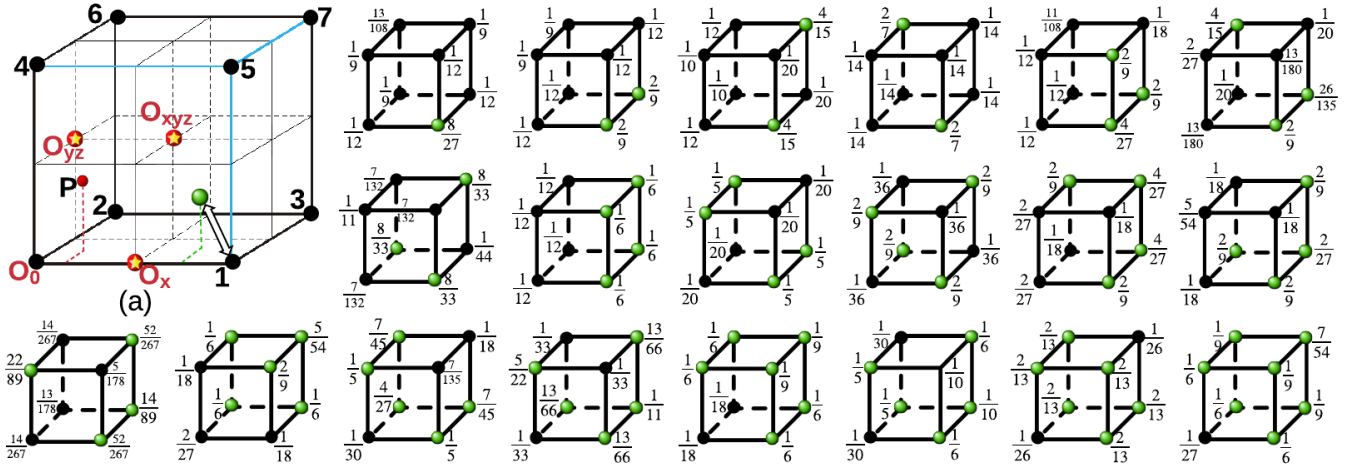 6 7
4 5
O_xyz
O_yz
P
2 3
O_0 O_x 1
(a)
13/108 1/9 1/9 1/12 1/12 4/15 2/7 1/14 11/108 1/18 4/15 1/20
1/9 1/12 1/9 1/12 1/10 1/20 1/14 1/14 1/12 2/9 2/27 13/180
1/9 1/12 1/12 2/9 1/10 1/20 1/14 1/14 1/12 2/9 1/20 26/135
1/12 8/27 1/12 2/9 1/12 4/15 1/14 2/7 1/12 4/27 13/180 2/9
7/132 8/33 1/12 1/6 1/5 1/20 1/36 2/9 2/9 4/27 1/18 2/9
1/11 7/132 1/12 1/6 1/5 1/20 2/9 1/36 2/27 1/18 5/54 1/18
8/33 1/44 1/12 1/6 1/20 1/5 2/9 1/36 1/18 4/27 2/9 2/27
7/132 8/33 1/12 1/6 1/20 1/5 1/36 2/9 2/27 2/9 1/18 2/9
14/267 52/267 1/6 5/54 7/45 1/18 1/33 13/66 1/6 1/9 1/30 1/6 2/13 1/26 1/9 7/54
22/89 5/178 1/18 2/9 1/5 7/135 5/22 1/33 1/6 1/9 1/5 1/10 2/13 2/13 1/6 1/9
13/178 14/89 1/6 1/6 4/27 7/45 13/66 1/11 1/18 1/6 1/5 1/10 2/13 2/13 1/6 1/9
14/267 52/267 2/27 1/18 1/30 1/5 1/33 13/66 1/18 1/6 1/30 1/6 1/26 2/13 1/27 1/6